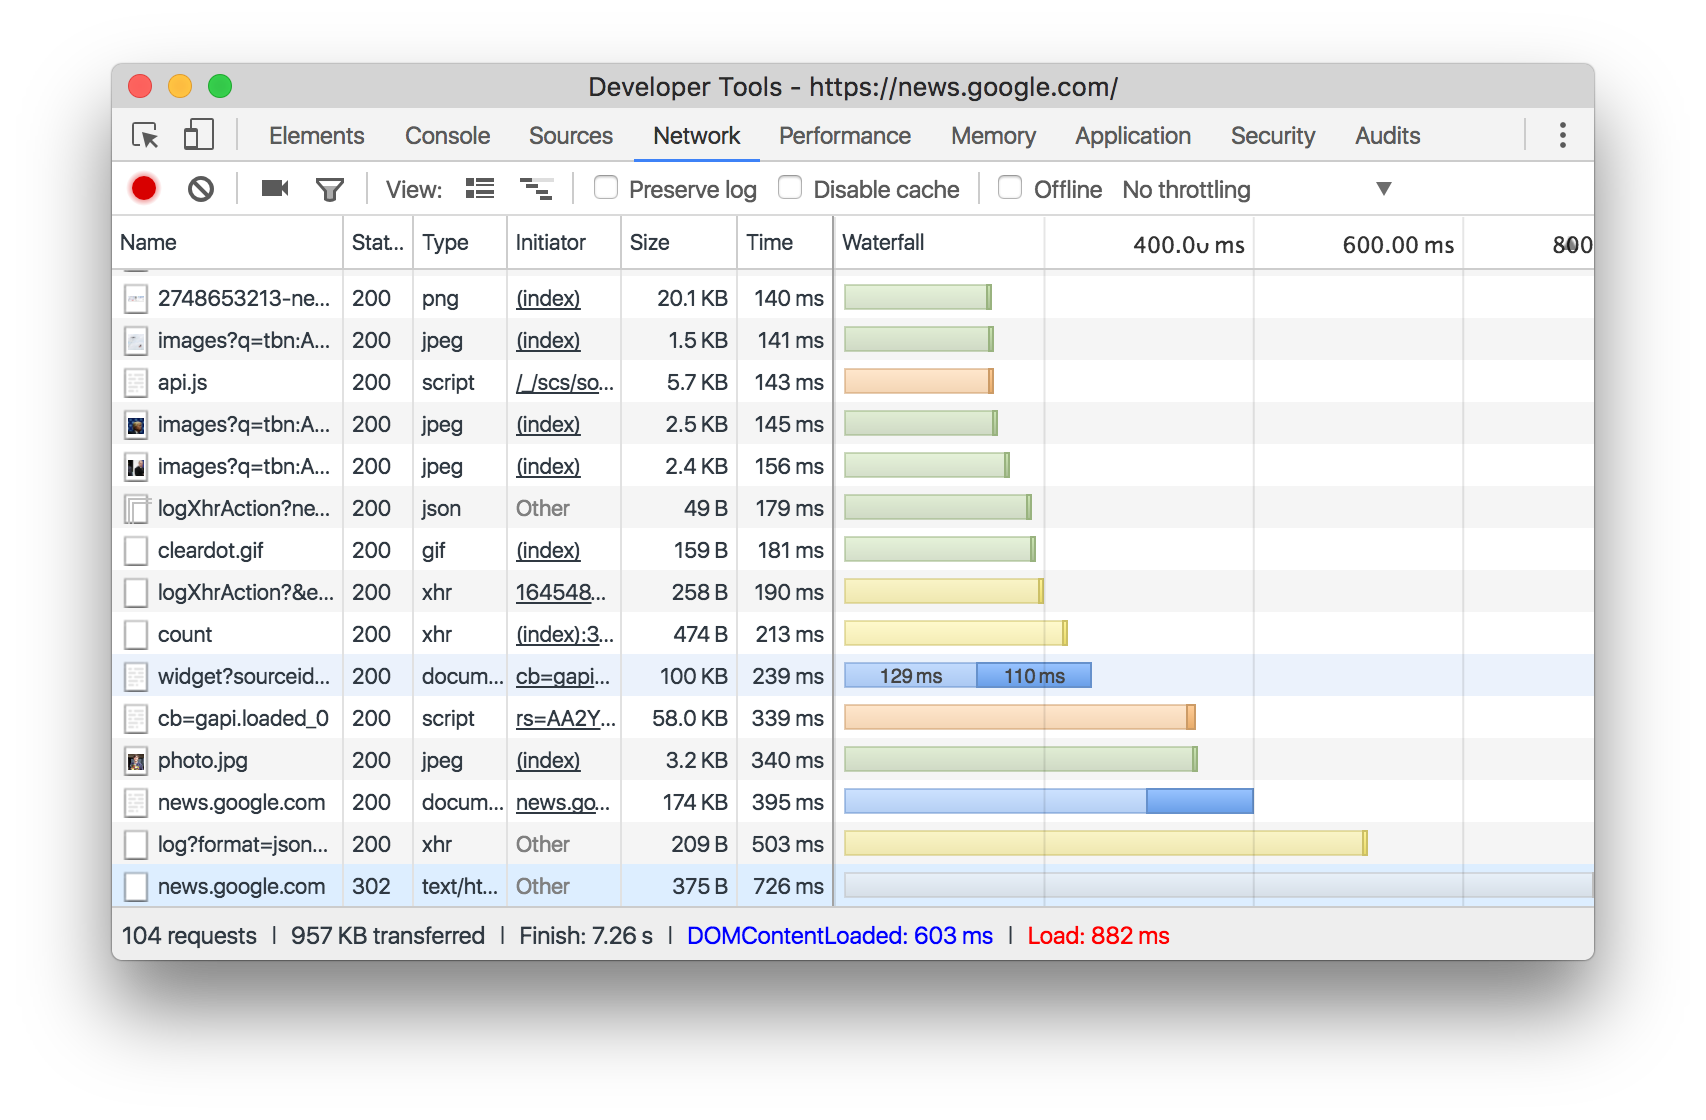 Developer Tools - https://news.google.com/
Elements Console Sources Network Performance Memory Application Security Audits
View: Preserve log Disable cache Offline No throttling
Name Stat... Type Initiator Size Time Waterfall 400.00 ms 600.00 ms 800
2748653213-ne... 200 png (index) 20.1 KB 140 ms
images?q=tbn:A... 200 jpeg (index) 1.5 KB 141 ms
api.js 200 script /_/scs/so... 5.7 KB 143 ms
images?q=tbn:A... 200 jpeg (index) 2.5 KB 145 ms
images?q=tbn:A... 200 jpeg (index) 2.4 KB 156 ms
logXhrAction?ne... 200 json Other 49 B 179 ms
cleardot.gif 200 gif (index) 159 B 181 ms
logXhrAction?&e... 200 xhr 164548... 258 B 190 ms
count 200 xhr (index):3... 474 B 213 ms
widget?sourceid... 200 docum... cb=gapi... 100 KB 239 ms 129 ms 110 ms
cb=gapi.loaded_0 200 script rs=AA2Y... 58.0 KB 339 ms
photo.jpg 200 jpeg (index) 3.2 KB 340 ms
news.google.com 200 docum... news.go... 174 KB 395 ms
log?format=json... 200 xhr Other 209 B 503 ms
news.google.com 302 text/ht... Other 375 B 726 ms
104 requests | 957 KB transferred | Finish: 7.26 s | DOMContentLoaded: 603 ms | Load: 882 ms